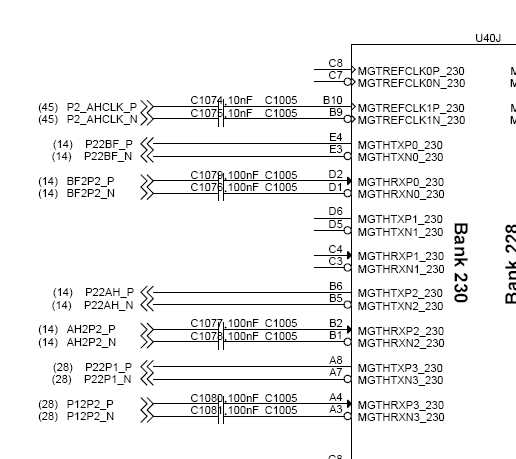 U40J
C8 MGTREFCLK0P_230
C7 MGTREFCLK0N_230
(45) P2_AHCLK_P C1074 10nF C1005 B10 MGTREFCLK1P_230
(45) P2_AHCLK_N C1075 10nF C1005 B9 MGTREFCLK1N_230
(14) P22BF_P E4 MGTHTXP0_230
(14) P22BF_N E3 MGTHTXN0_230
(14) BF2P2_P C1079 100nF C1005 D2 MGTHRXP0_230
(14) BF2P2_N C1076 100nF C1005 D1 MGTHRXN0_230
D6 MGTHTXP1_230
D5 MGTHTXN1_230
C4 MGTHRXP1_230
C3 MGTHRXN1_230
Bank 230
Bank 228
(14) P22AH_P B6 MGTHTXP2_230
(14) P22AH_N B5 MGTHTXN2_230
(14) AH2P2_P C1077 100nF C1005 B2 MGTHRXP2_230
(14) AH2P2_N C1078 100nF C1005 B1 MGTHRXN2_230
(28) P22P1_P A8 MGTHTXP3_230
(28) P22P1_N A7 MGTHTXN3_230
(28) P12P2_P C1080 100nF C1005 A4 MGTHRXP3_230
(28) P12P2_N C1081 100nF C1005 A3 MGTHRXN3_230